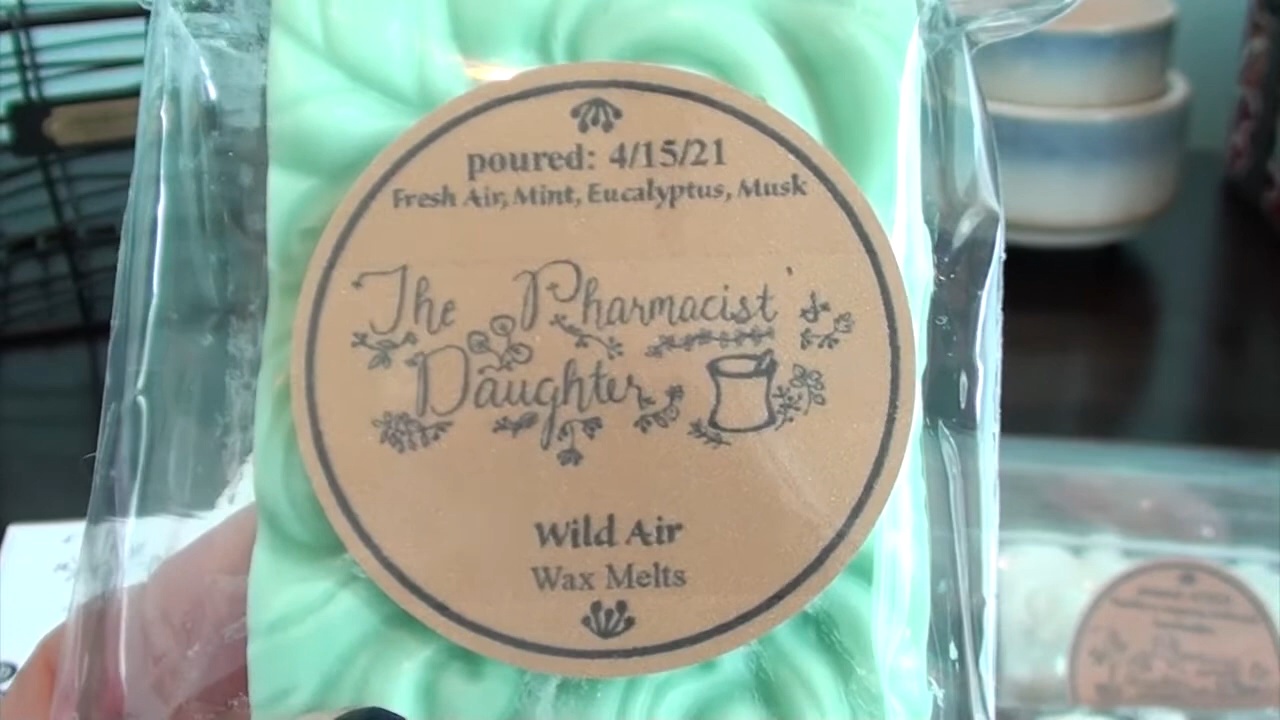 poured: 4/15/21
Fresh Air, Mint, Eucalyptus, Musk
The Pharmacist'
Daughter
Wild Air
Wax Melts